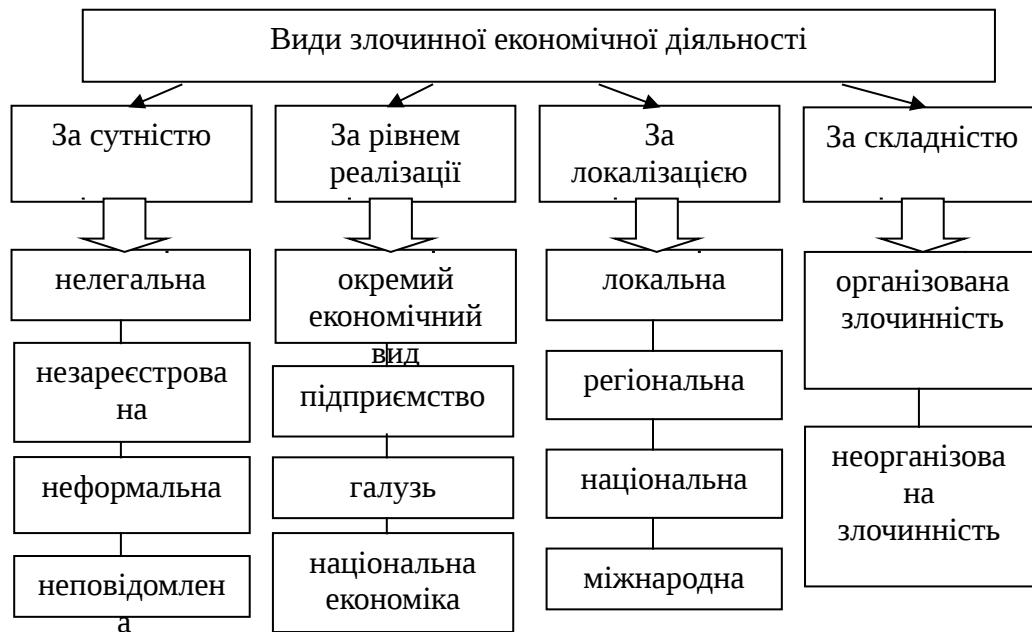 Види злочинної економічної діяльності
За сутністю
За рівнем
реалізації
За
локалізацією
За складністю
нелегальна
незареєстрова
на
неформальна
неповідомлен
а
окремий
економічний
вид
підприємство
галузь
національна
економіка
локальна
регіональна
національна
міжнародна
організована
злочинність
неорганізова
на
злочинність